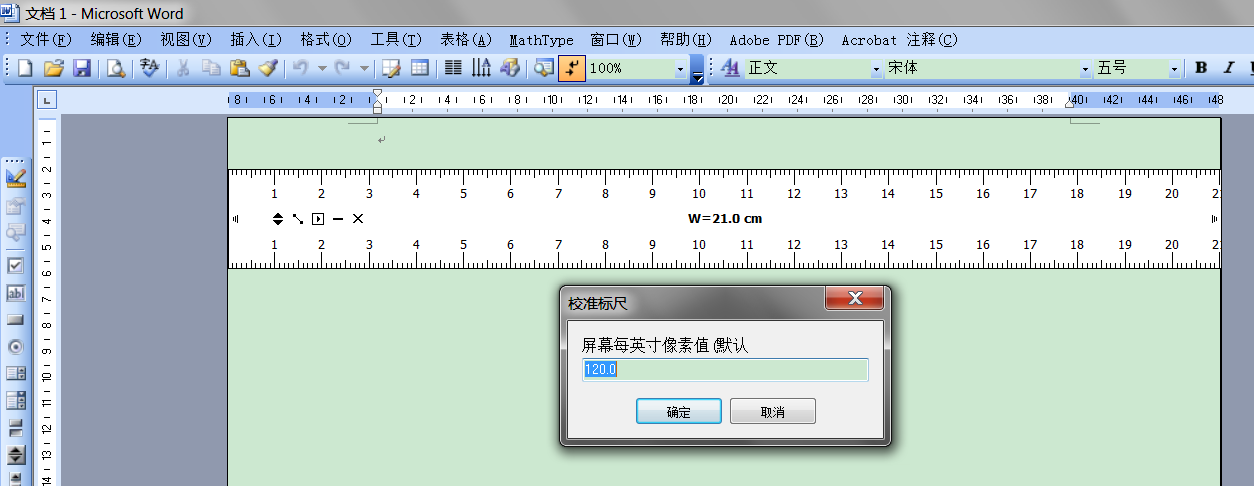 文档 1 - Microsoft Word
文件(F) 编辑(E) 视图(V) 插入(I) 格式(O) 工具(T) 表格(A) MathType 窗口(W) 帮助(H) Adobe PDF(B) Acrobat 注释(C)
100% 正文 宋体 五号 B I U
8 6 4 2 2 4 6 8 10 12 14 16 18 20 22 24 26 28 30 32 34 36 38 40 42 44 46 48
1 2 3 4 5 6 7 8 9 10 11 12 13 14 15 16 17 18 19 20 21
W=21.0 cm
1 2 3 4 5 6 7 8 9 10 11 12 13 14 15 16 17 18 19 20 21
校准标尺
屏幕每英寸像素值(默认
120.0
确定 取消
1 1 2 3 4 5 6 7 8 9 10 11 12 13 14
ab